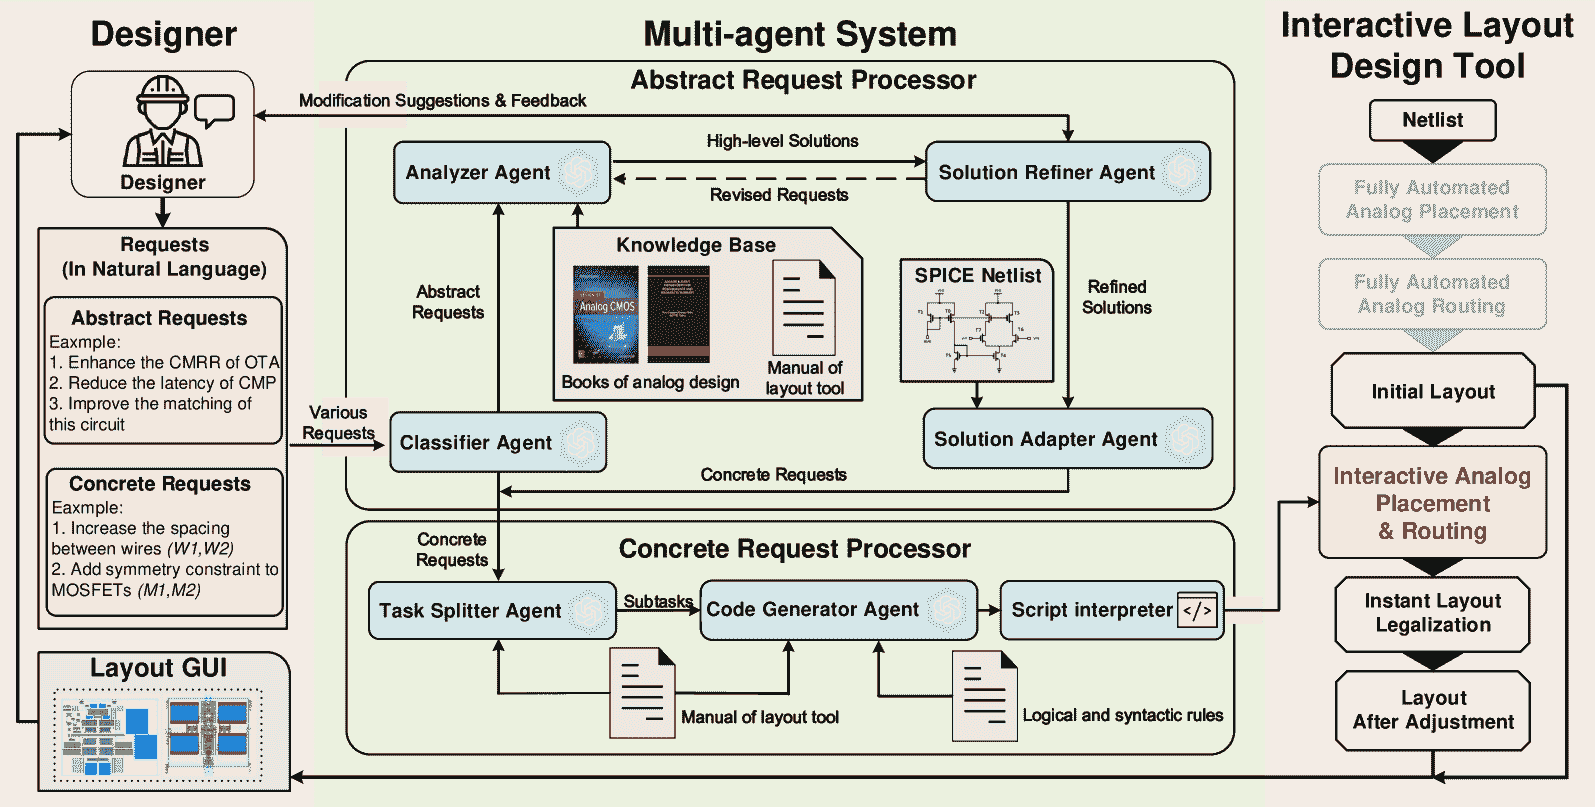 Designer
Designer
Requests
(In Natural Language)
Abstract Requests
Eaxmple:
1. Enhance the CMRR of OTA
2. Reduce the latency of CMP
3. Improve the matching of
this circuit
Concrete Requests
Eaxmple:
1. Increase the spacing
between wires (W1,W2)
2. Add symmetry constraint to
MOSFETs (M1,M2)
Layout GUI
Multi-agent System
Abstract Request Processor
Modification Suggestions & Feedback
Analyzer Agent
High-level Solutions
Revised Requests
Solution Refiner Agent
Knowledge Base
Analog CMOS
Books of analog design
Manual of
layout tool
Abstract
Requests
SPICE Netlist
Refined
Solutions
Various
Requests
Classifier Agent
Solution Adapter Agent
Concrete Requests
Concrete Request Processor
Concrete
Requests
Task Splitter Agent
Subtasks
Code Generator Agent
Script interpreter
</>
Manual of layout tool
Logical and syntactic rules
Interactive Layout
Design Tool
Netlist
Fully Automated
Analog Placement
Fully Automated
Analog Routing
Initial Layout
Interactive Analog
Placement
& Routing
Instant Layout
Legalization
Layout
After Adjustment